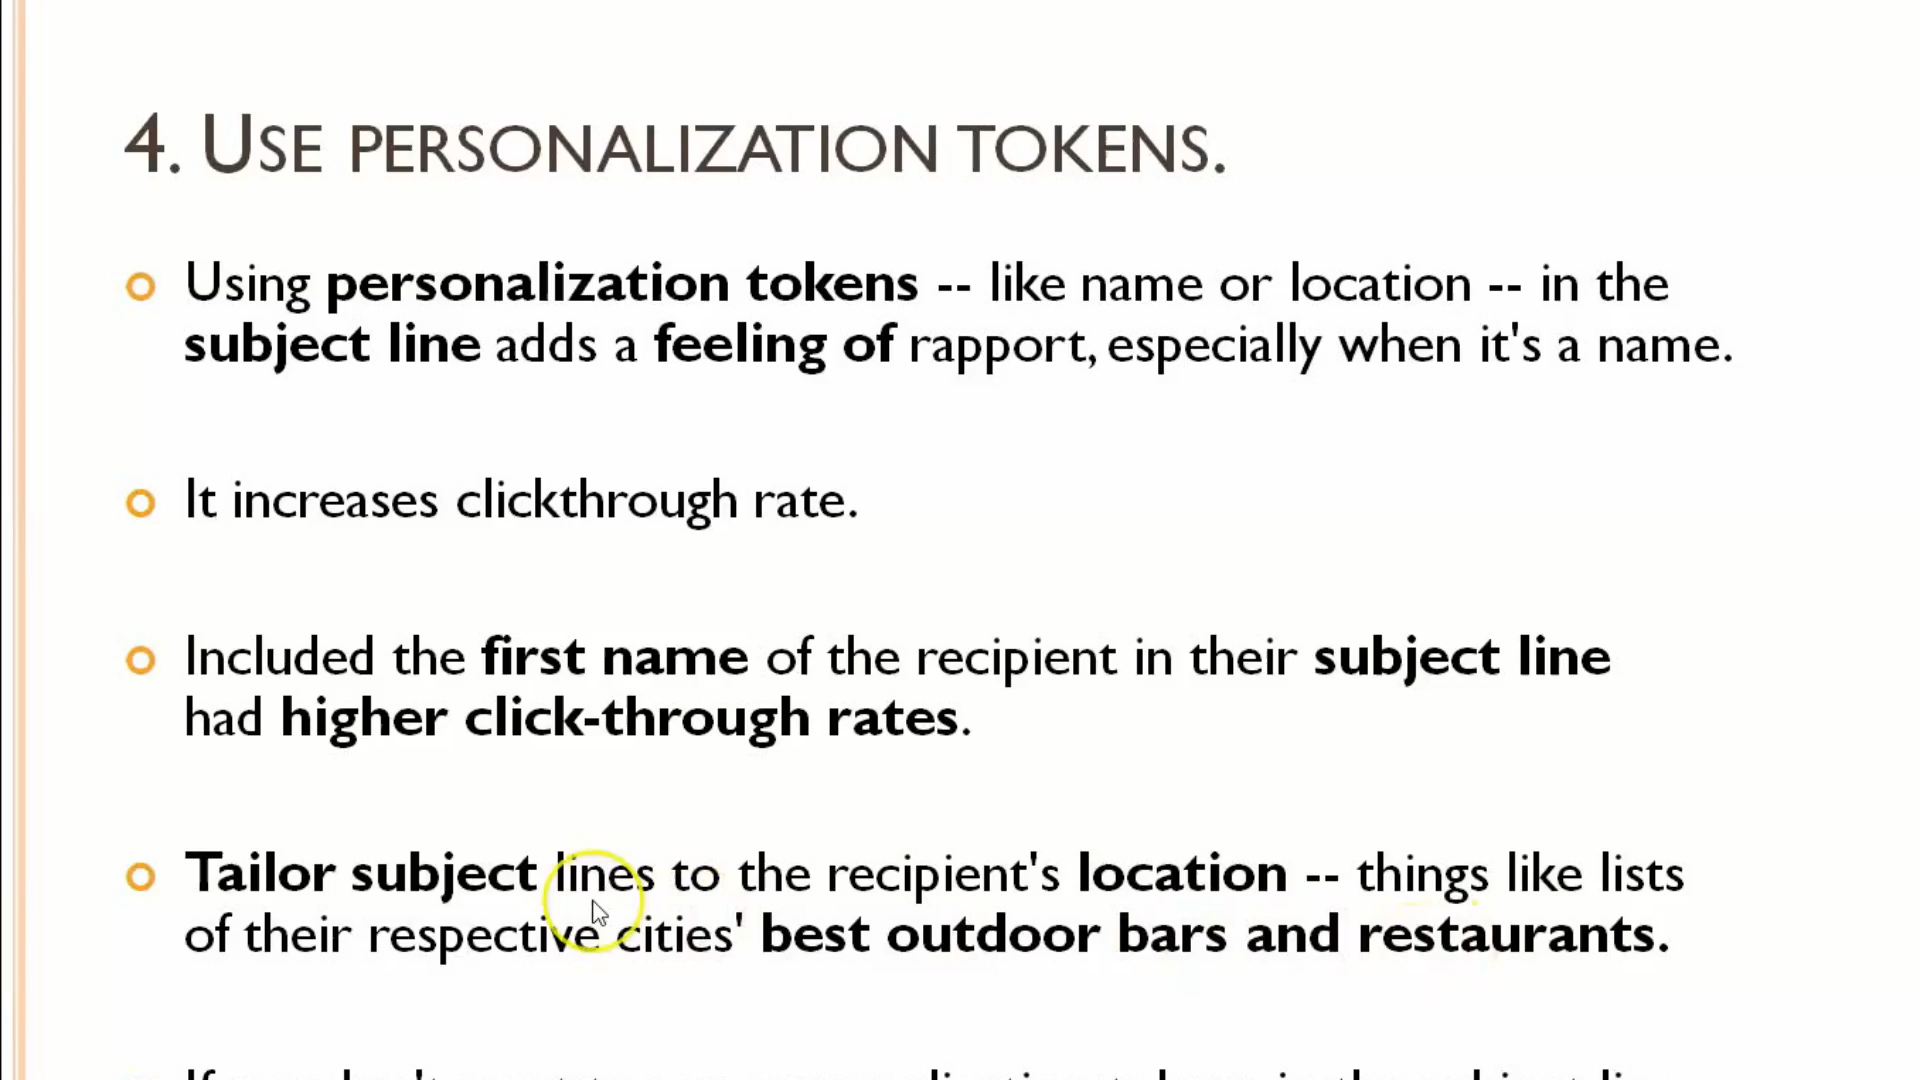 4. USE PERSONALIZATION TOKENS.
Using personalization tokens -- like name or location -- in the
subject line adds a feeling of rapport, especially when it's a name.
It increases clickthrough rate.
Included the first name of the recipient in their subject line
had higher click-through rates.
Tailor subject lines to the recipient's location -- things like lists
of their respective cities' best outdoor bars and restaurants.